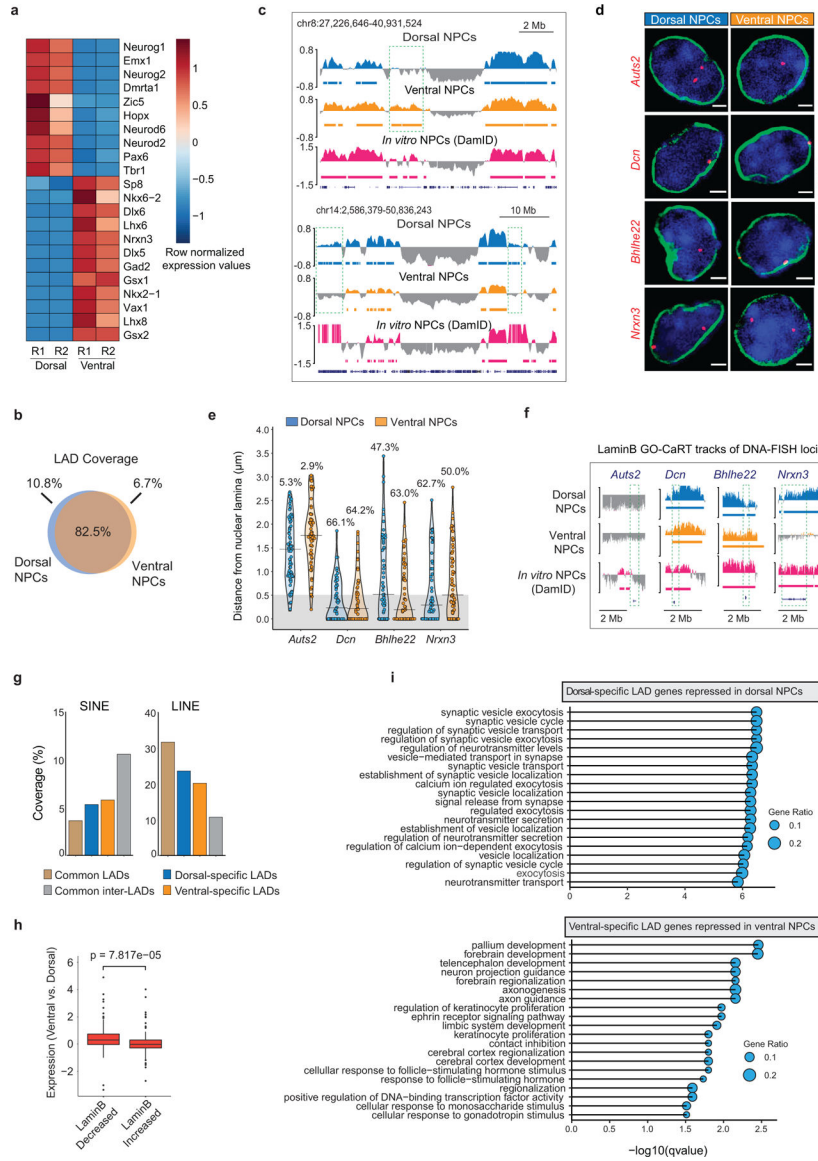 a
Neurog1
Emx1
Neurog2
Dmrta1
Zic5
Hopx
Neurod6
Neurod2
Pax6
Tbr1
Sp8
Nkx6-2
Dlx6
Lhx6
Nrxn3
Dlx5
Gad2
Gsx1
Nkx2-1
Vax1
Lhx8
Gsx2
1
0.5
0
−0.5
−1
Row normalized
expression values
R1 R2 R1 R2
Dorsal Ventral
b
LAD Coverage
10.8% 6.7%
82.5%
Dorsal
NPCs
Ventral
NPCs
c
chr8:27,226,646-40,931,524
2 Mb
Dorsal NPCs
0.8
-0.8
Ventral NPCs
0.8
-0.8
In vitro NPCs (DamID)
1.5
-1.5
chr14:2,586,379-50,836,243
10 Mb
Dorsal NPCs
0.8
-0.8
Ventral NPCs
0.8
-0.8
In vitro NPCs (DamID)
1.5
-1.5
d
Dorsal NPCs Ventral NPCs
Auts2
Dcn
Bhlhe22
Nrxn3
e
Dorsal NPCs Ventral NPCs
Distance from nuclear lamina (μm)
4.0
3.5
3.0
2.5
2.0
1.5
1.0
0.5
0.0
5.3% 2.9% 66.1% 64.2% 47.3% 63.0% 62.7% 50.0%
Auts2 Dcn Bhlhe22 Nrxn3
f
LaminB GO-CaRT tracks of DNA-FISH loci
Auts2 Dcn Bhlhe22 Nrxn3
Dorsal
NPCs
Ventral
NPCs
In vitro NPCs
(DamID)
2 Mb 2 Mb 2 Mb 2 Mb
g
SINE LINE
Coverage (%)
15
10
5
0
40
30
20
10
0
Common LADs Dorsal-specific LADs
Common inter-LADs Ventral-specific LADs
h
p = 7.817e−05
Expression (Ventral vs. Dorsal)
6
4
2
0
−2
LaminB
Decreased
LaminB
Increased
i
Dorsal-specific LAD genes repressed in dorsal NPCs
synaptic vesicle exocytosis
synaptic vesicle cycle
regulation of synaptic vesicle transport
regulation of synaptic vesicle exocytosis
regulation of neurotransmitter levels
vesicle−mediated transport in synapse
synaptic vesicle transport
establishment of synaptic vesicle localization
calcium ion regulated exocytosis
synaptic vesicle localization
signal release from synapse
regulated exocytosis
neurotransmitter secretion
establishment of vesicle localization
regulation of neurotransmitter secretion
regulation of calcium ion-dependent exocytosis
vesicle localization
regulation of synaptic vesicle cycle
exocytosis
neurotransmitter transport
0 2 4 6
Gene Ratio
0.1
0.2
Ventral-specific LAD genes repressed in ventral NPCs
pallium development
forebrain development
telencephalon development
neuron projection guidance
forebrain regionalization
axonogenesis
axon guidance
regulation of keratinocyte proliferation
ephrin receptor signaling pathway
limbic system development
keratinocyte proliferation
contact inhibition
cerebral cortex regionalization
cerebral cortex development
cellular response to follicle−stimulating hormone stimulus
response to follicle−stimulating hormone
regionalization
positive regulation of DNA−binding transcription factor activity
cellular response to monosaccharide stimulus
cellular response to gonadotropin stimulus
0.0 0.5 1.0 1.5 2.0 2.5
Gene Ratio
0.1
0.2
−log10(qvalue)